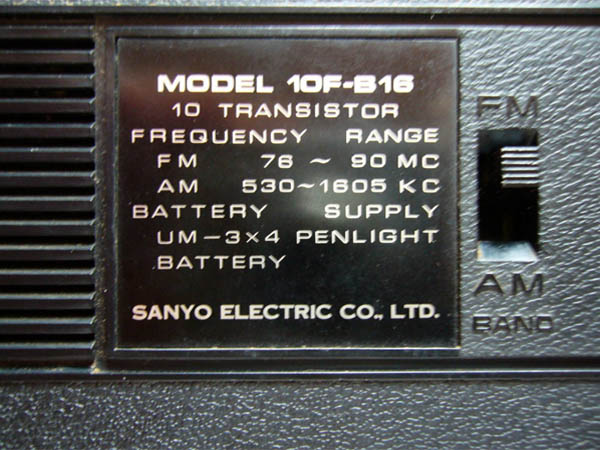 MODEL 10F-B16
10 TRANSISTOR
FREQUENCY RANGE
FM 76 ~ 90 MC
AM 530~1605 KC
BATTERY SUPPLY
UM-3×4 PENLIGHT
BATTERY
SANYO ELECTRIC CO., LTD.
FM
AM
BAND